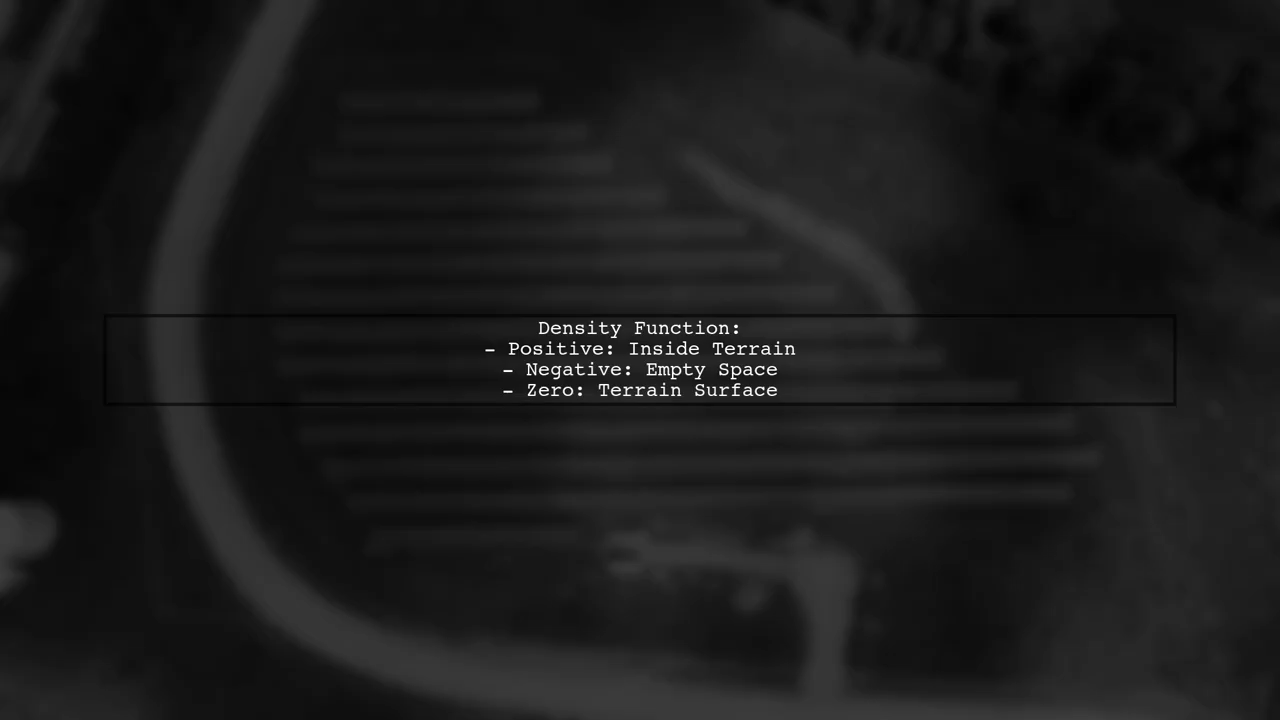 Density Function:
- Positive: Inside Terrain
- Negative: Empty Space
- Zero: Terrain Surface